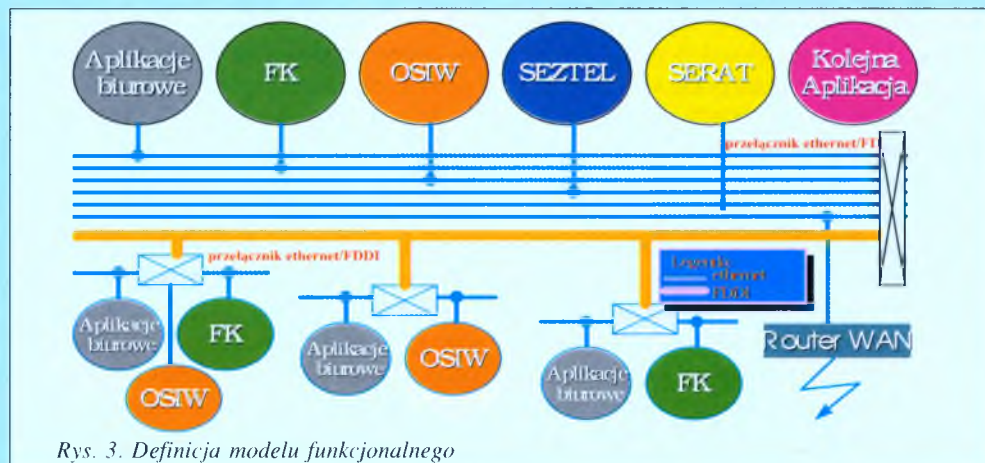 Aplikacje
biurowe
FK
OSIW
SEZTEL
SERAT
Kolejna
Aplikacja
przełącznik ethernet/FD
przełącznik ethernet/FDDI
Legenda
ethernet
FDDI
Aplikacje
biurowe
FK
OSIW
Aplikacje
biurowe
OSIW
Aplikacje
biurowe
FK
Router WAN
Rys. 3. Definicja modelu funkcjonalnego